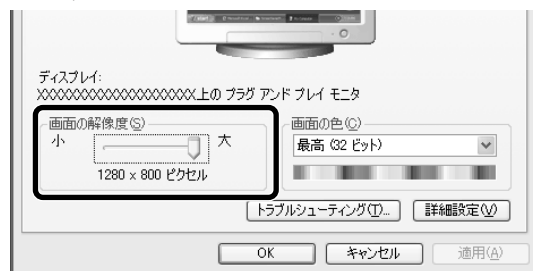 ディスプレイ:
XXXXXXXXXXXXXXXXXXXX上の プラグ アンド プレイ モニタ
画面の解像度(S)
小 大
1280 x 800 ピクセル
画面の色(C)
最高 (32 ビット)
トラブルシューティング(T)... 詳細設定(V)
OK キャンセル 適用(A)